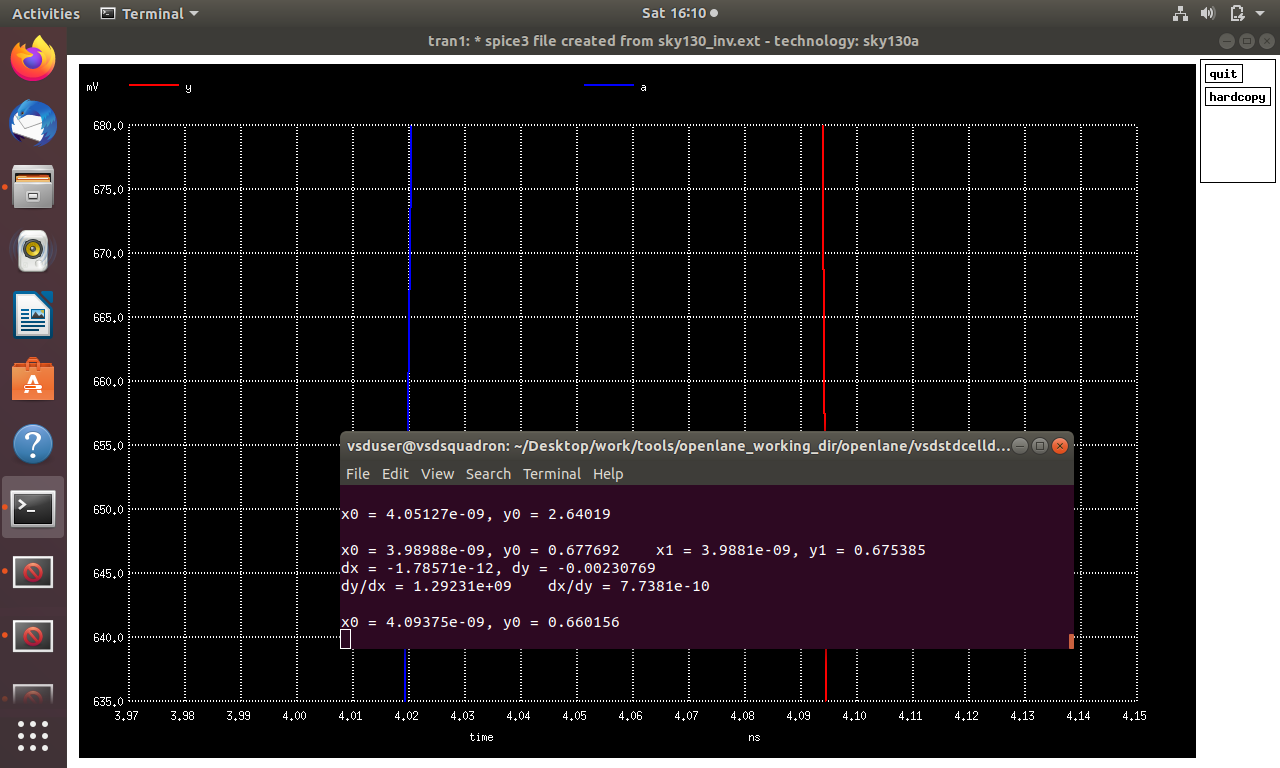 Activities Terminal Sat 16:10
tran1: * spice3 file created from sky130_inv.ext - technology: sky130a
quit
hardcopy
mV y a
680.0
675.0
670.0
665.0
660.0
655.0
650.0
645.0
640.0
635.0
vsduser@vsdsquadron: ~/Desktop/work/tools/openlane_working_dir/openlane/vsdstdcelld...
File Edit View Search Terminal Help
x0 = 4.05127e-09, y0 = 2.64019
x0 = 3.98988e-09, y0 = 0.677692 x1 = 3.9881e-09, y1 = 0.675385
dx = -1.78571e-12, dy = -0.00230769
dy/dx = 1.29231e+09 dx/dy = 7.7381e-10
x0 = 4.09375e-09, y0 = 0.660156
3.97 3.98 3.99 4.00 4.01 4.02 4.03 4.04 4.05 4.06 4.07 4.08 4.09 4.10 4.11 4.12 4.13 4.14 4.15
time ns